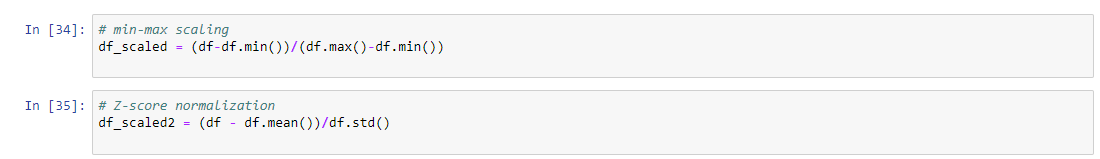 In [34]: # min-max scaling
df_scaled = (df-df.min())/(df.max()-df.min())
In [35]: # Z-score normalization
df_scaled2 = (df - df.mean())/df.std()